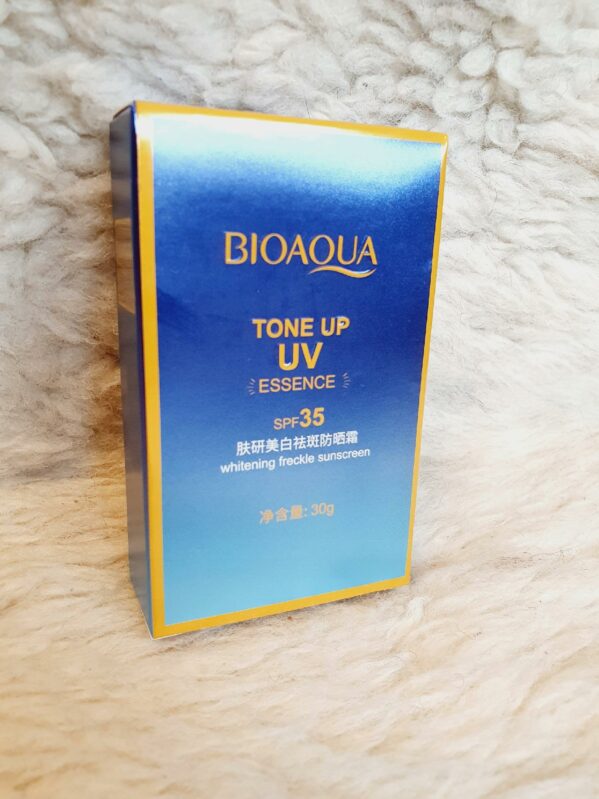 BIOAQUA
TONE UP
UV
ESSENCE
SPF35
肤研美白祛斑防晒霜
whitening freckle sunscreen
净含量: 30g